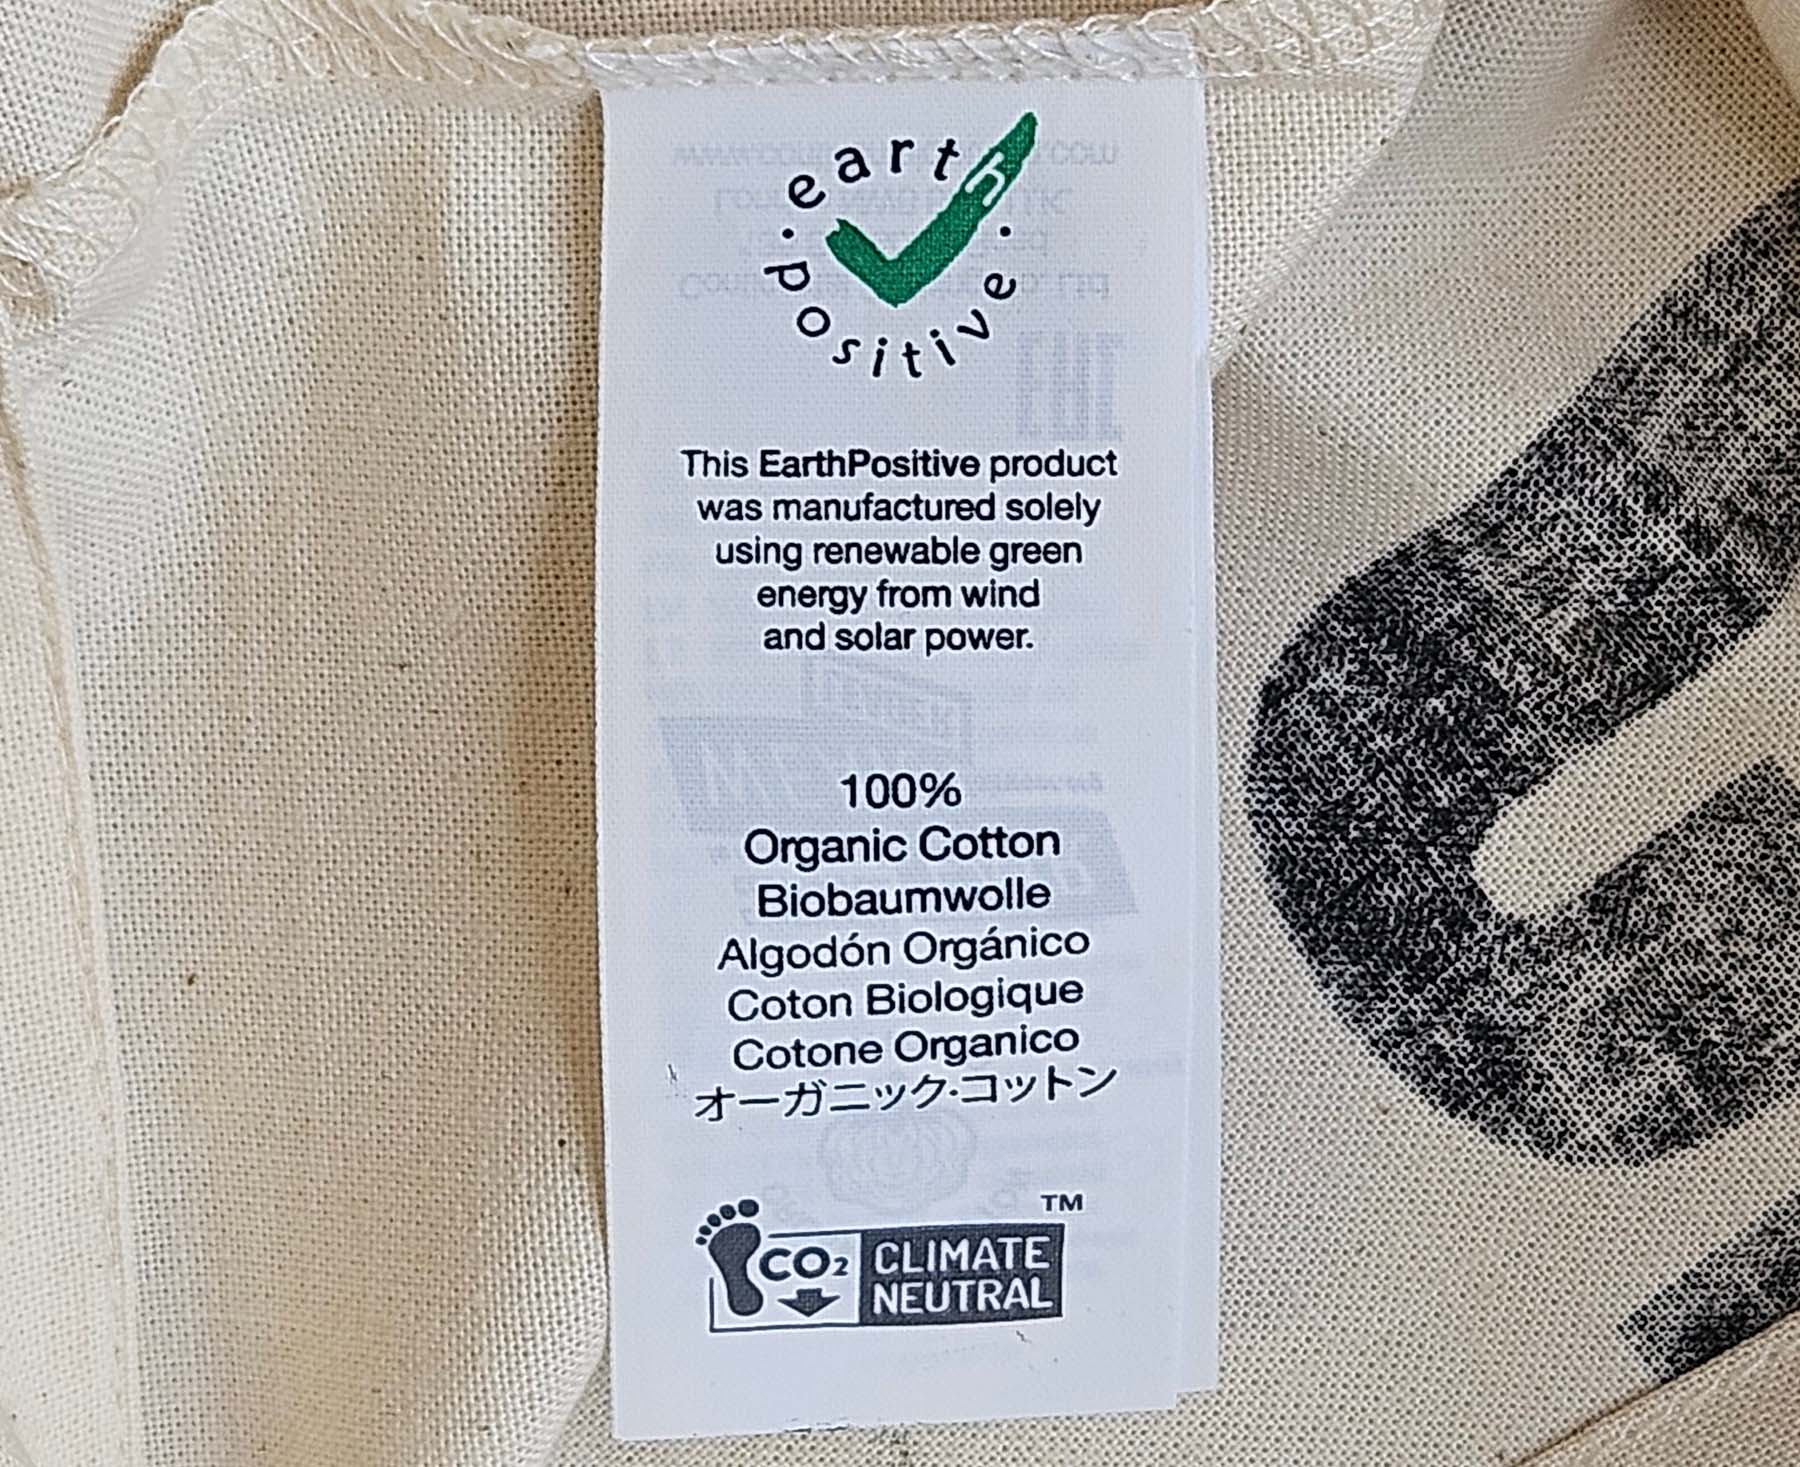 earth
positive
This EarthPositive product
was manufactured solely
using renewable green
energy from wind
and solar power.
100%
Organic Cotton
Biobaumwolle
Algodón Orgánico
Coton Biologique
Cotone Organico
オーガニック·コットン
TM
CO₂ CLIMATE
NEUTRAL